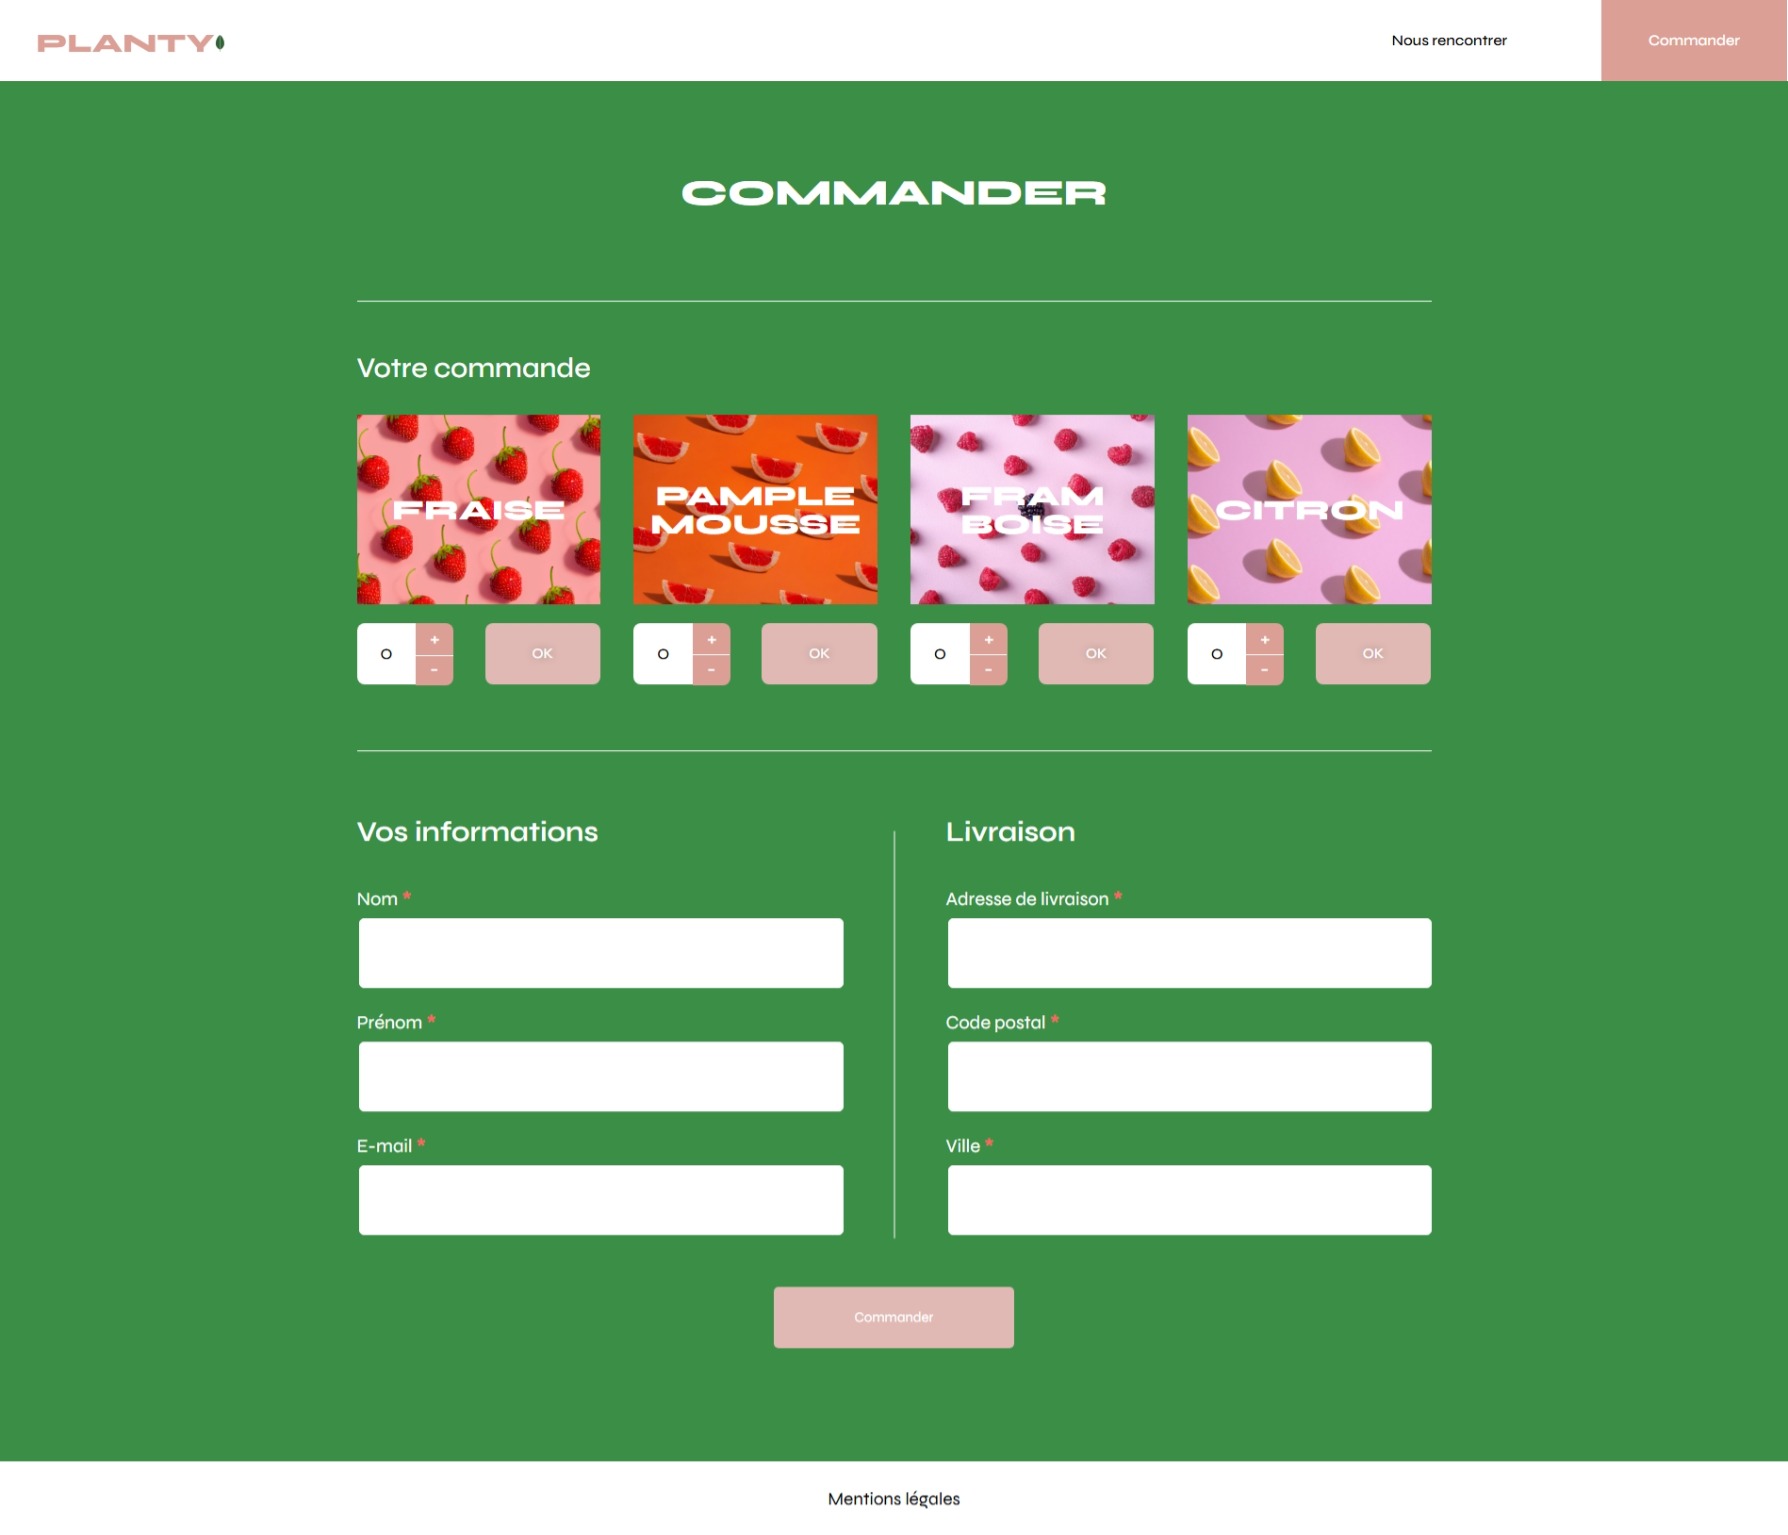 PLANTY
Nous rencontrer
Commander
COMMANDER
Votre commande
FRAISE
PAMPLE
MOUSSE
FRAM
BOISE
CITRON
0
+
-
OK
0
+
-
OK
0
+
-
OK
0
+
-
OK
Vos informations
Nom *
Prénom *
E-mail *
Livraison
Adresse de livraison *
Code postal *
Ville *
Commander
Mentions légales